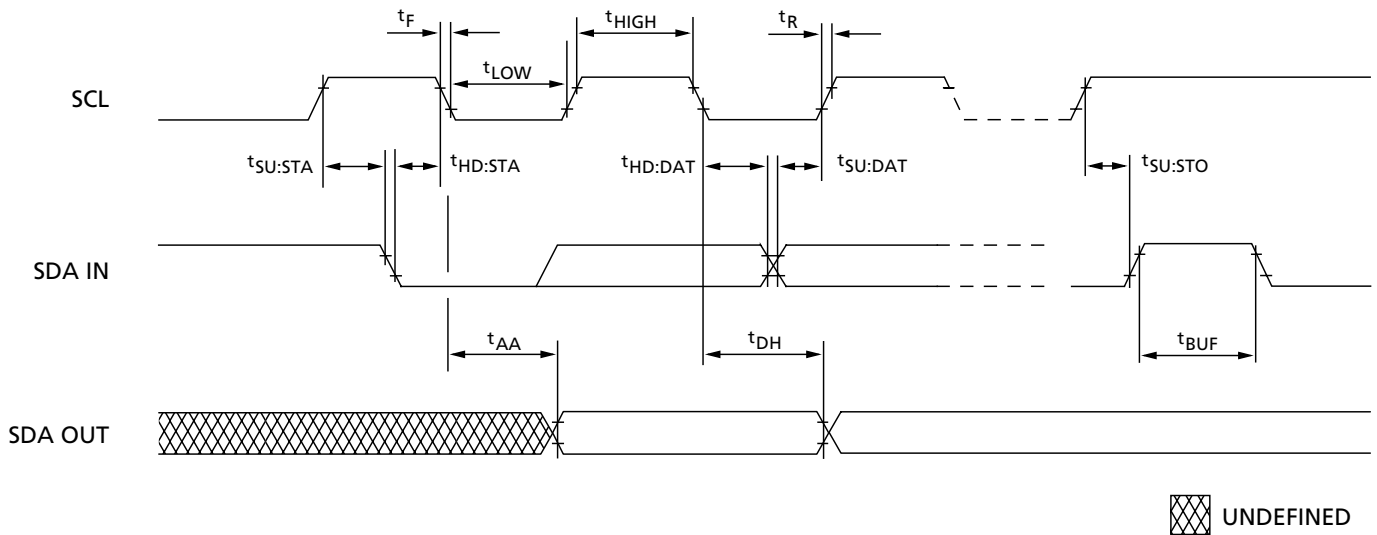 tF
tHIGH
tR
tLOW
SCL
tSU:STA
tHD:STA
tHD:DAT
tSU:DAT
tSU:STO
SDA IN
tAA
tDH
tBUF
SDA OUT
UNDEFINED